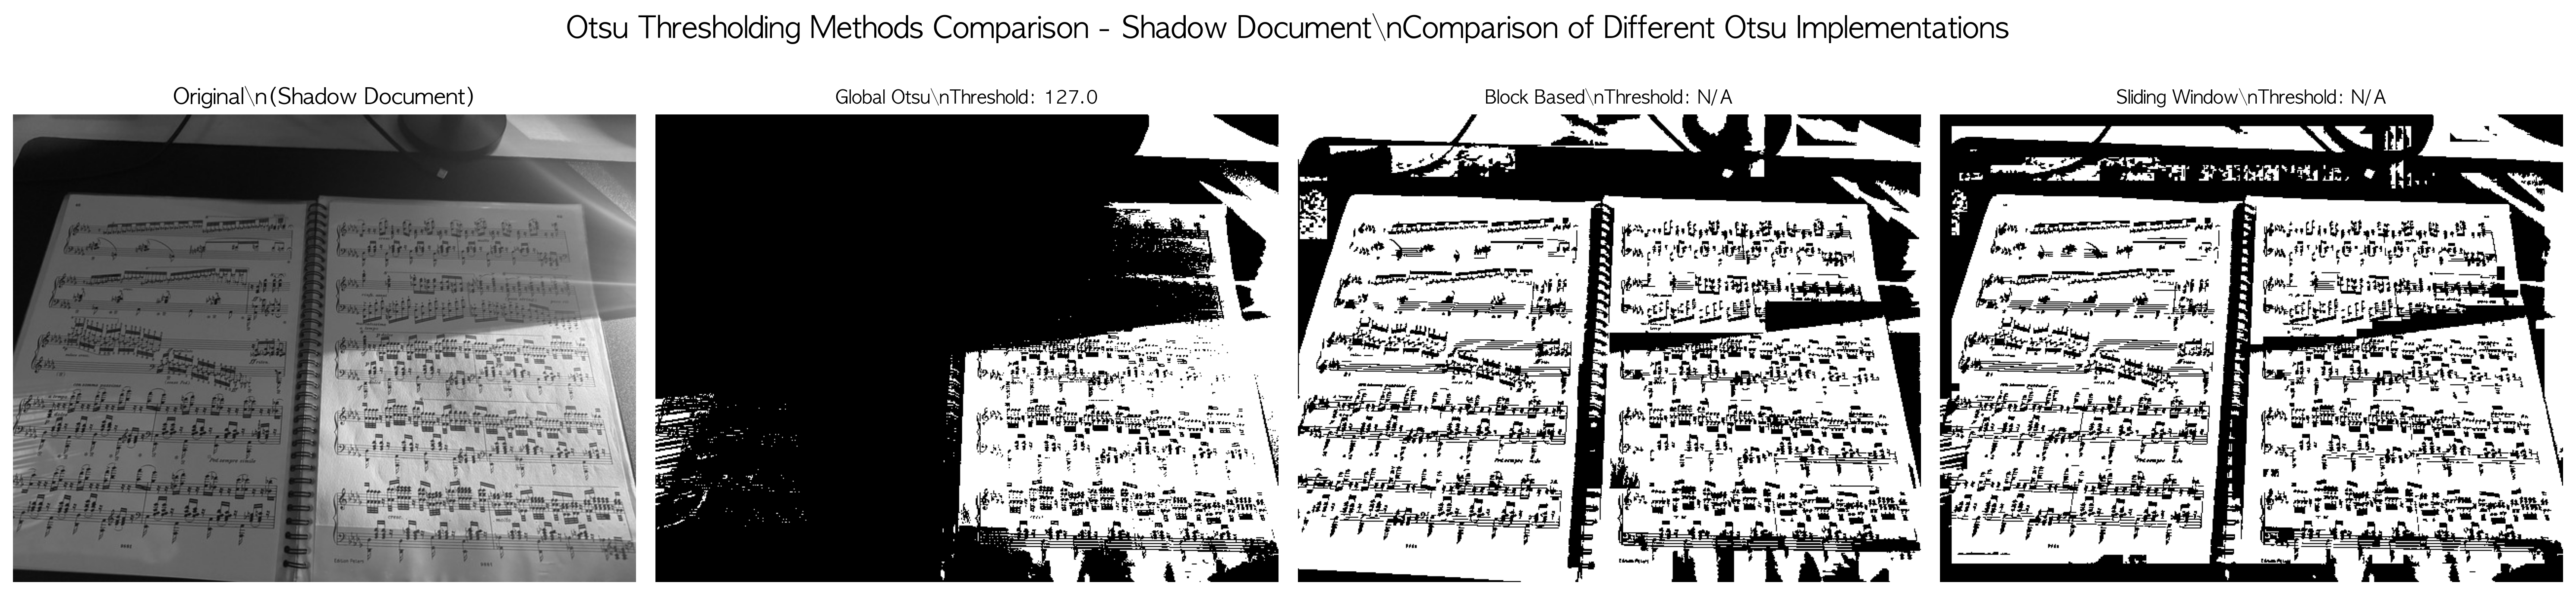 Otsu Thresholding Methods Comparison - Shadow Document\nComparison of Different Otsu Implementations
Original\n(Shadow Document)
Global Otsu\nThreshold: 127.0
Block Based\nThreshold: N/A
Sliding Window\nThreshold: N/A